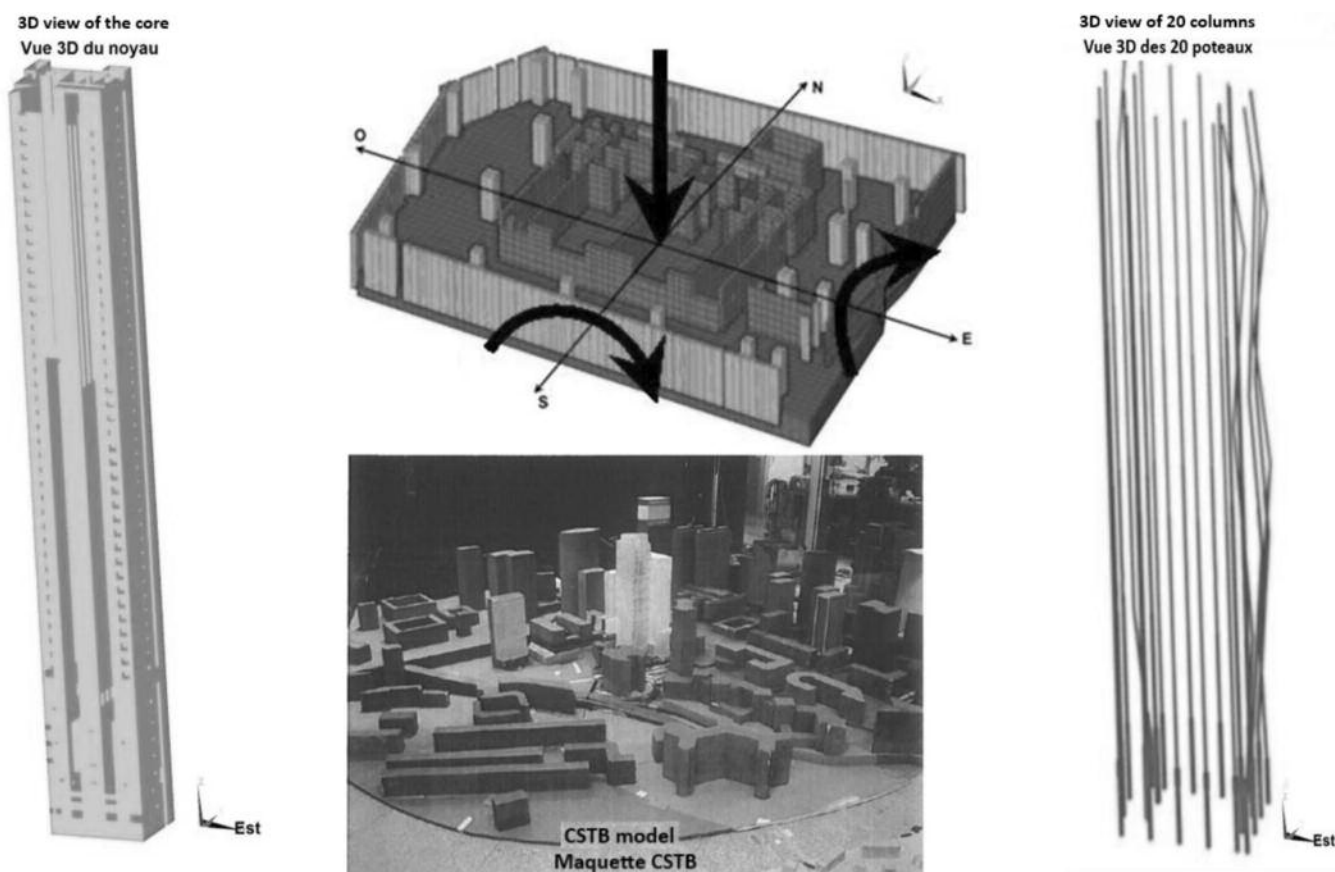 3D view of the core
Vue 3D du noyau
O
N
S
E
Est
CSTB model
Maquette CSTB
3D view of 20 columns
Vue 3D des 20 poteaux
Est